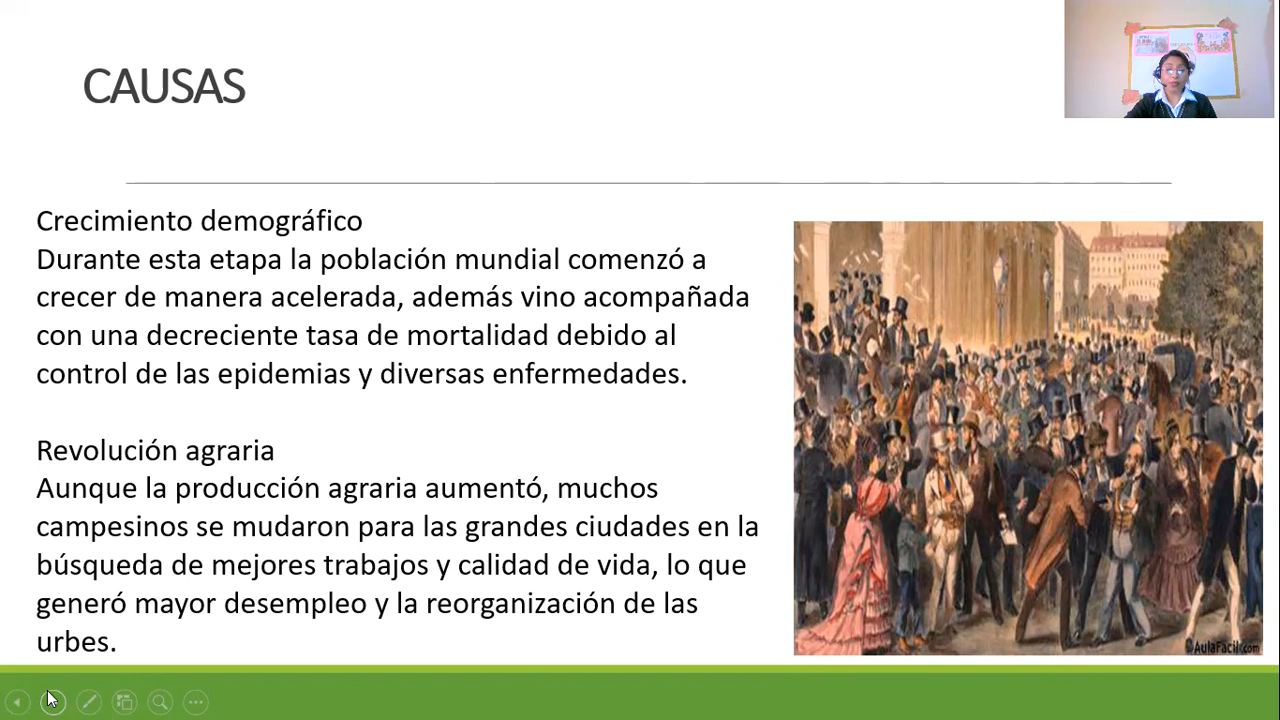 CAUSAS
Crecimiento demográfico
Durante esta etapa la población mundial comenzó a
crecer de manera acelerada, además vino acompañada
con una decreciente tasa de mortalidad debido al
control de las epidemias y diversas enfermedades.
Revolución agraria
Aunque la producción agraria aumentó, muchos
campesinos se mudaron para las grandes ciudades en la
búsqueda de mejores trabajos y calidad de vida, lo que
generó mayor desempleo y la reorganización de las
urbes.
©AulaFacil.com